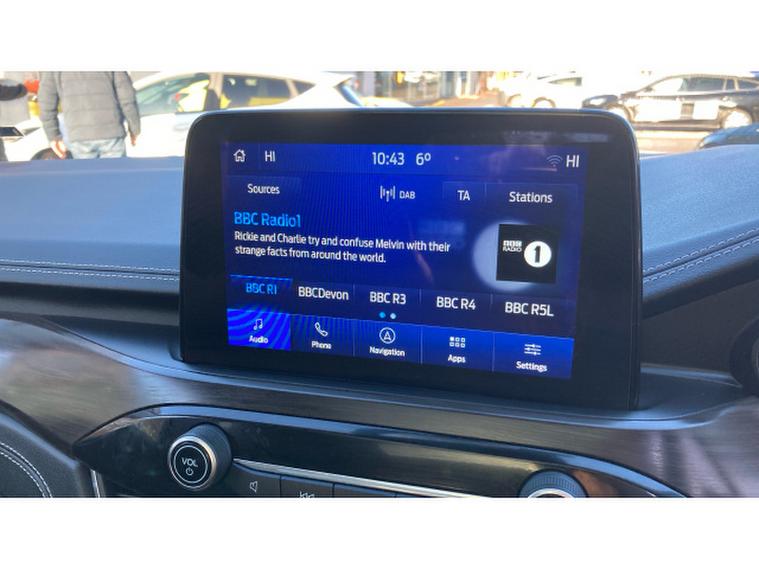 HI 10:43 6° HI
Sources DAB TA Stations
BBC Radio1
Rickie and Charlie try and confuse Melvin with their
strange facts from around the world.
BBC RADIO 1
BBC R1 BBCDevon BBC R3 BBC R4 BBC R5L
Audio Phone Navigation Apps Settings
VOL